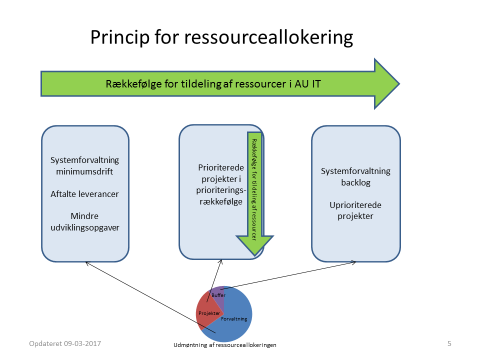 Princip for ressourceallokering
Rækkefølge for tildeling af ressourcer i AU IT
Systemforvaltning
minimumsdrift
Aftalte leverancer
Mindre
udviklingsopgaver
Prioriterede
projekter i
prioriterings-
rækkefølge
Rækkefølge for tildeling af ressourcer
Systemforvaltning
backlog
Uprioriterede
projekter
Buffer
Projekter
Forvaltning
Udmøntning af ressourceallokeringen
Opdateret 09-03-2017
5